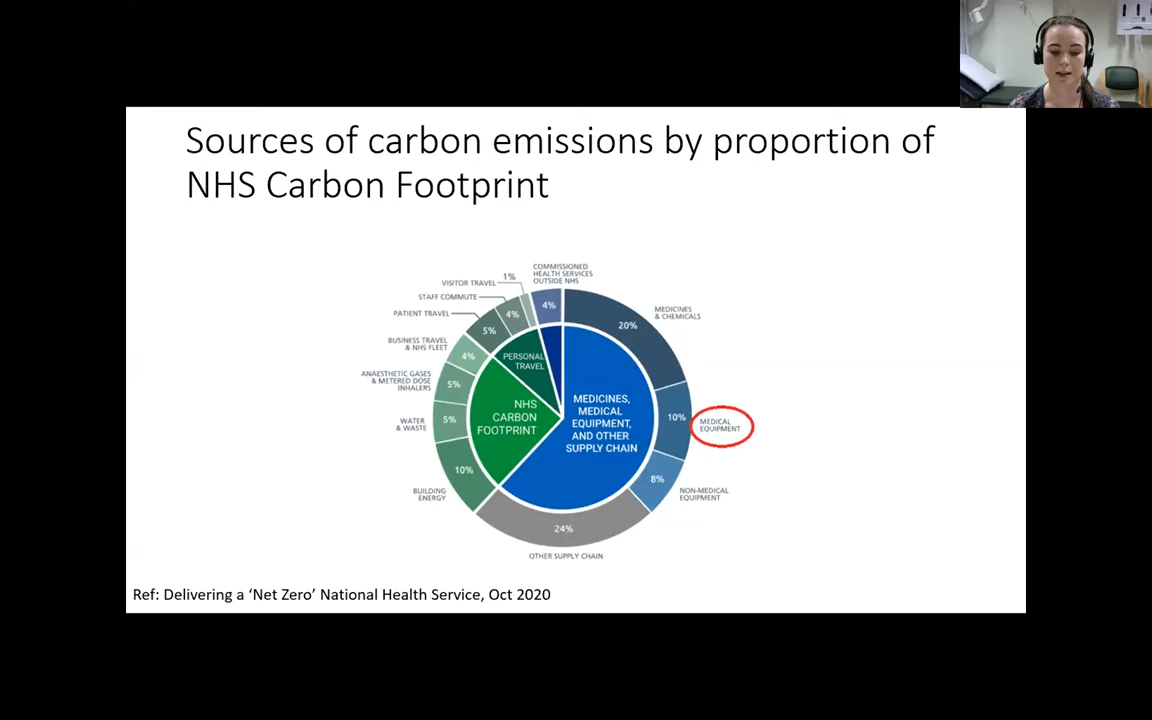 Sources of carbon emissions by proportion of
NHS Carbon Footprint
COMMISSIONED
HEALTH SERVICES
OUTSIDE NHS
1%
VISITOR TRAVEL
STAFF COMMUTE
PATIENT TRAVEL
BUSINESS TRAVEL
& NHS FLEET
ANAESTHETIC GASES
& METERED DOSE
INHALERS
WATER
& WASTE
BUILDING
ENERGY
4%
4%
5%
4%
5%
5%
10%
PERSONAL
TRAVEL
NHS
CARBON
FOOTPRINT
MEDICINES,
MEDICAL
EQUIPMENT,
AND OTHER
SUPPLY CHAIN
20%
MEDICINES
& CHEMICALS
10%
MEDICAL
EQUIPMENT
8%
NON-MEDICAL
EQUIPMENT
24%
OTHER SUPPLY CHAIN
Ref: Delivering a ‘Net Zero’ National Health Service, Oct 2020